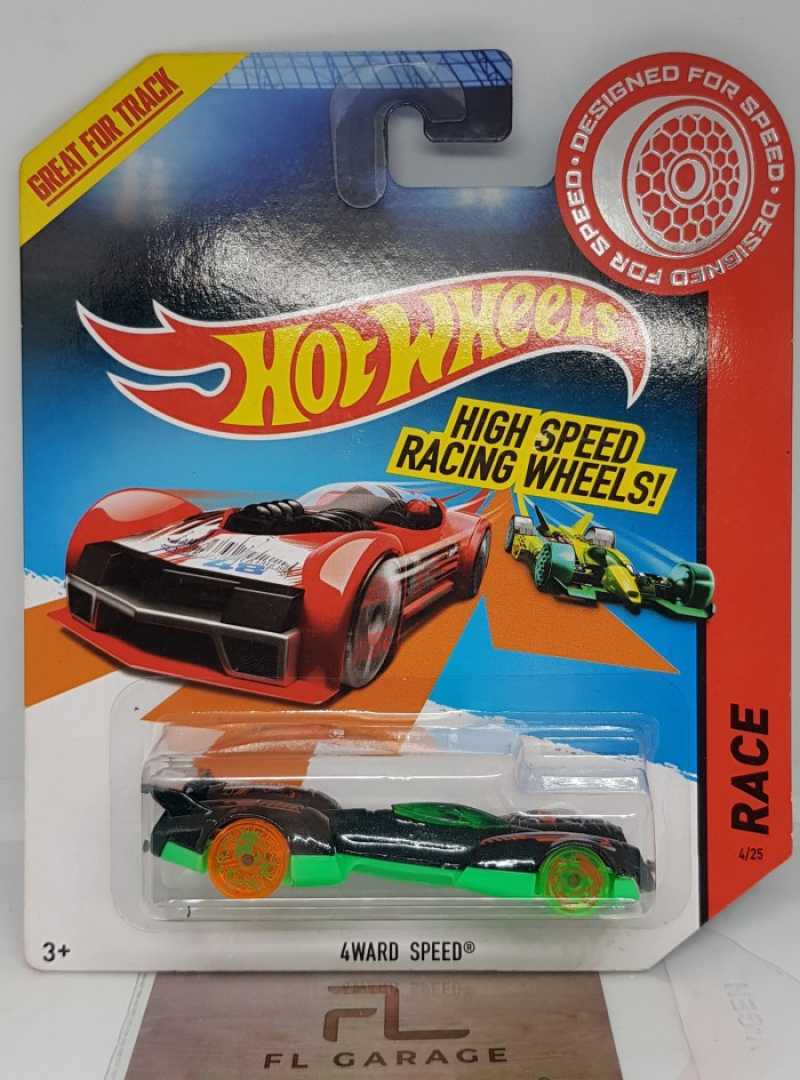 GREAT FOR TRACK
DESIGNED FOR SPEED • DESIGNED FOR SPEED •
HOT WHEELS
HIGH SPEED
RACING WHEELS!
48
RACE
4/25
3+
4WARD SPEED®
FL
FL GARAGE